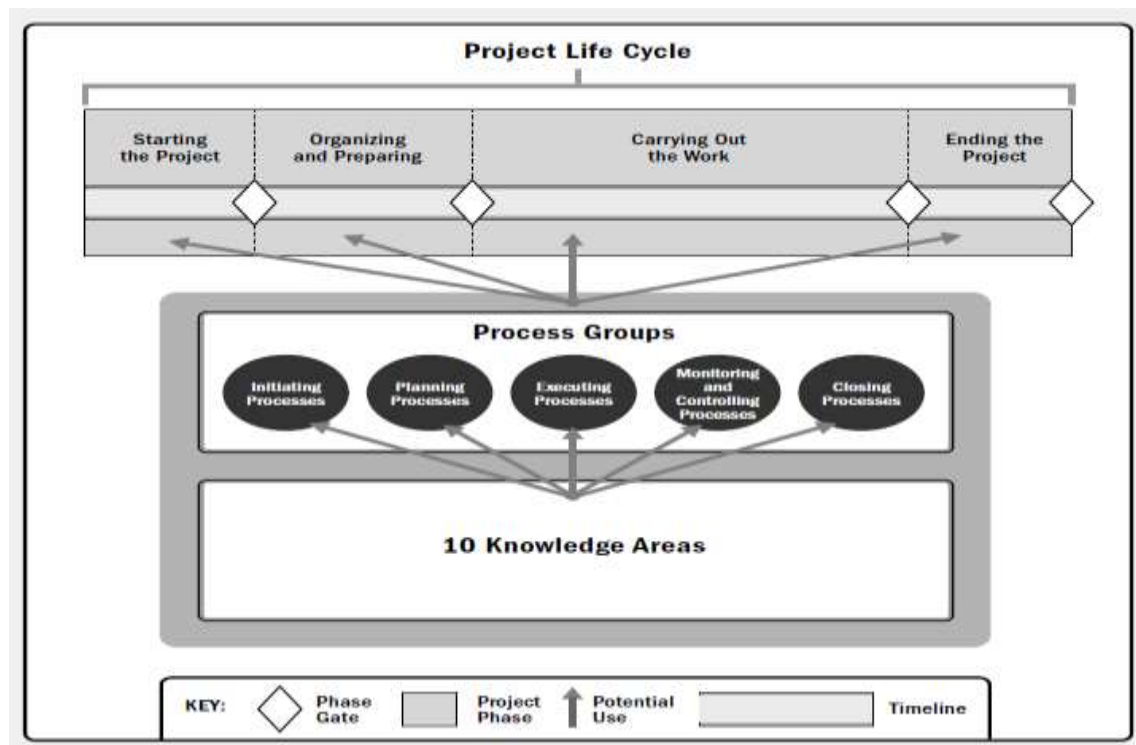 Project Life Cycle
Starting
the Project
Organizing
and Preparing
Carrying Out
the Work
Ending the
Project
Process Groups
Initiating
Processes
Planning
Processes
Executing
Processes
Monitoring
and
Controlling
Processes
Closing
Processes
10 Knowledge Areas
KEY:
Phase
Gate
Project
Phase
Potential
Use
Timeline